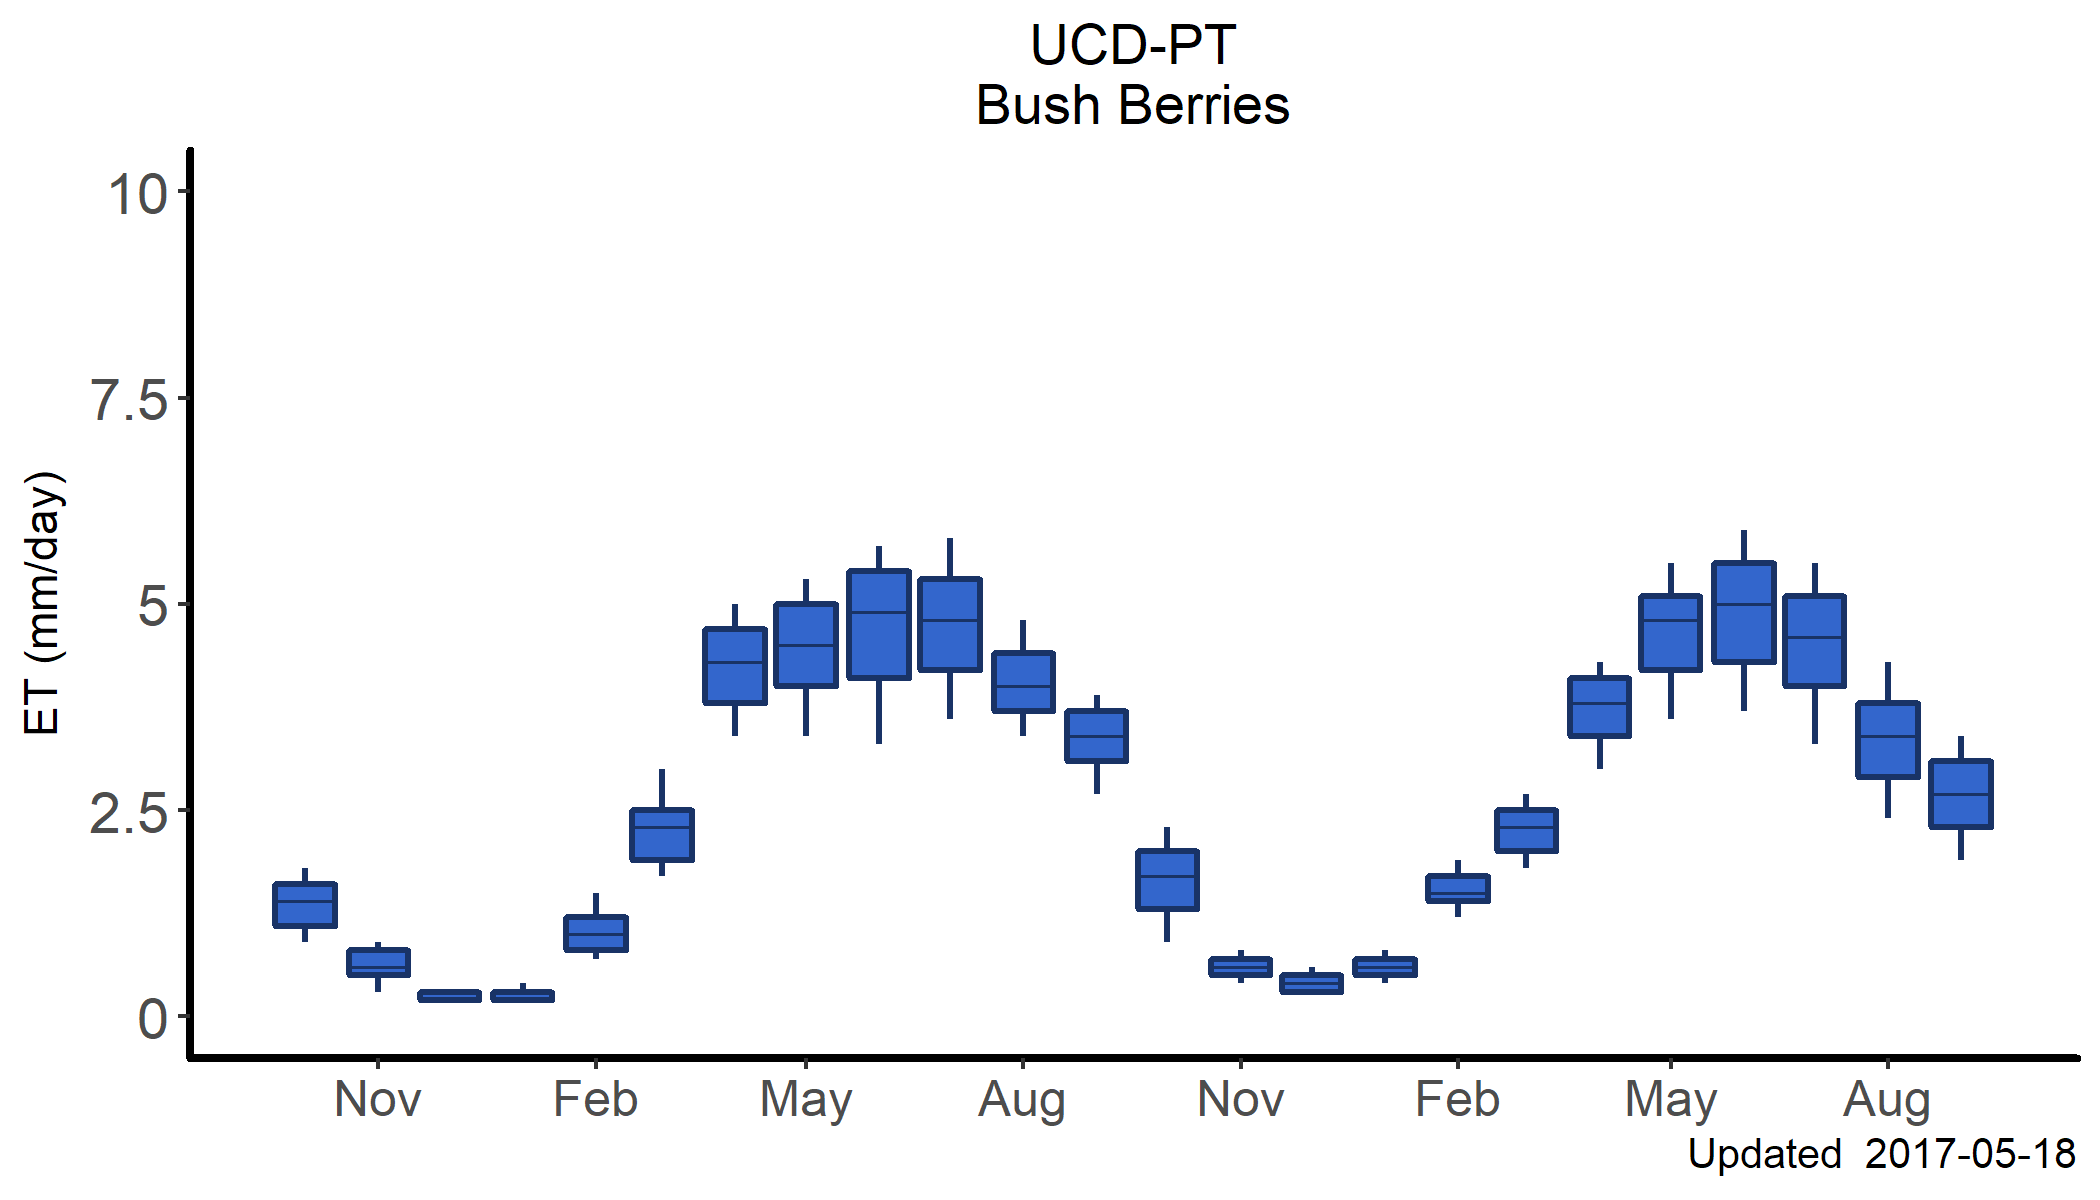 UCD-PT
Bush Berries
ET (mm/day)
10
7.5
5
2.5
0
Nov Feb May Aug Nov Feb May Aug
Updated 2017-05-18